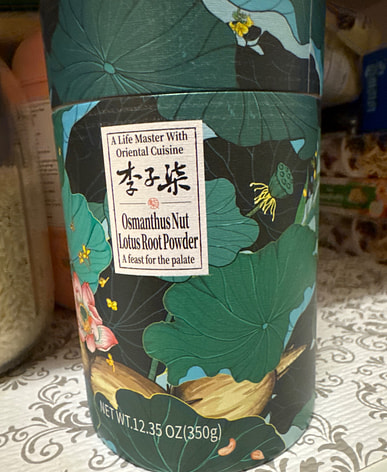 A Life Master With
Oriental Cuisine
李子柒
Osmanthus Nut
Lotus Root Powder
A feast for the palate
NET WT.12.35 OZ(350g)